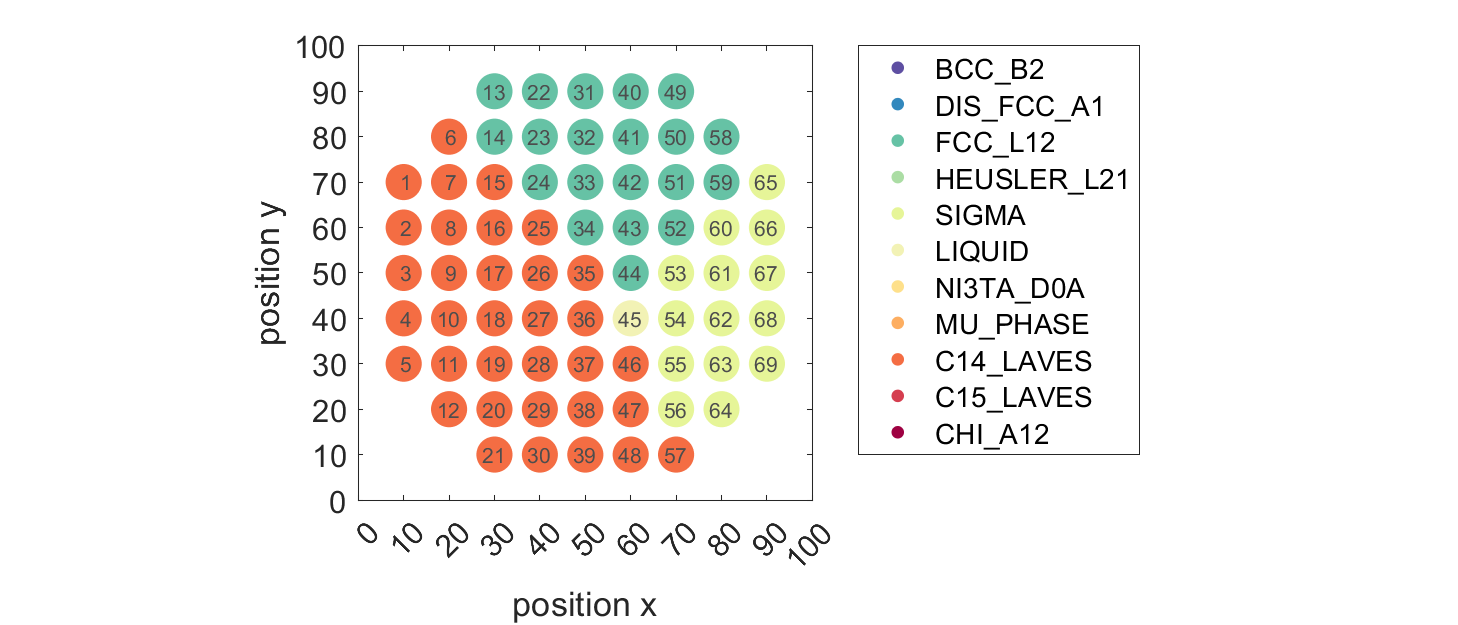 100
90
80
70
60
50
40
30
20
10
0
13 22 31 40 49
6 14 23 32 41 50 58
1 7 15 24 33 42 51 59 65
2 8 16 25 34 43 52 60 66
3 9 17 26 35 44 53 61 67
4 10 18 27 36 45 54 62 68
5 11 19 28 37 46 55 63 69
12 20 29 38 47 56 64
21 30 39 48 57
0 10 20 30 40 50 60 70 80 90 100
position x
position y
BCC_B2
DIS_FCC_A1
FCC_L12
HEUSLER_L21
SIGMA
LIQUID
NI3TA_D0A
MU_PHASE
C14_LAVES
C15_LAVES
CHI_A12